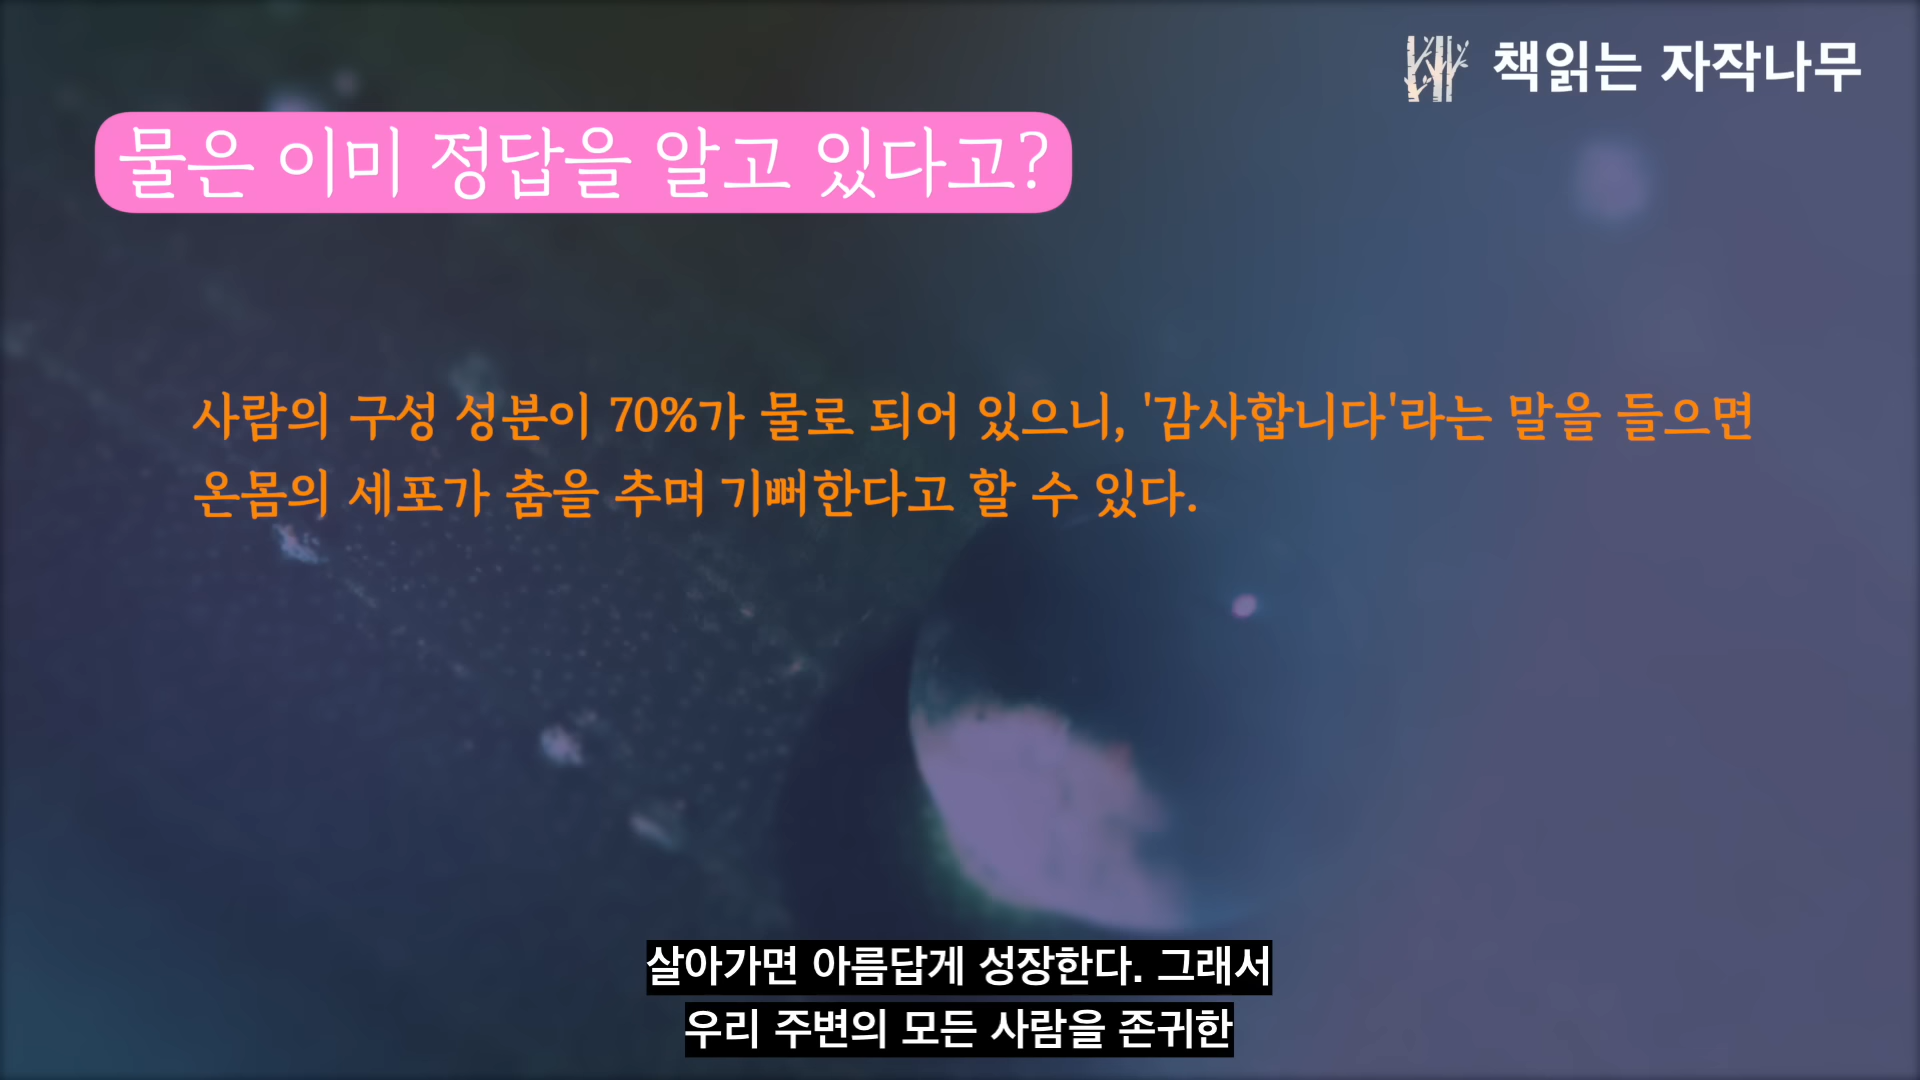 책읽는 자작나무
물은 이미 정답을 알고 있다고?
사람의 구성 성분이 70%가 물로 되어 있으니, '감사합니다'라는 말을 들으면
온몸의 세포가 춤을 추며 기뻐한다고 할 수 있다.
살아가면 아름답게 성장한다. 그래서
우리 주변의 모든 사람을 존귀한